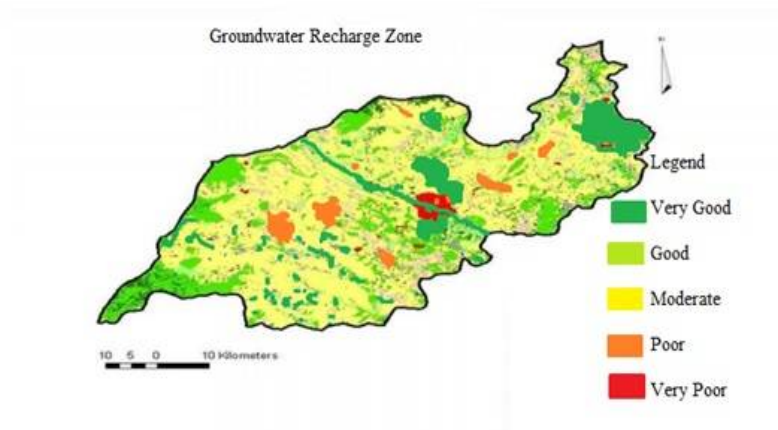 Groundwater Recharge Zone
Legend
Very Good
Good
Moderate
Poor
Very Poor
10 5 0 10 Kilometers